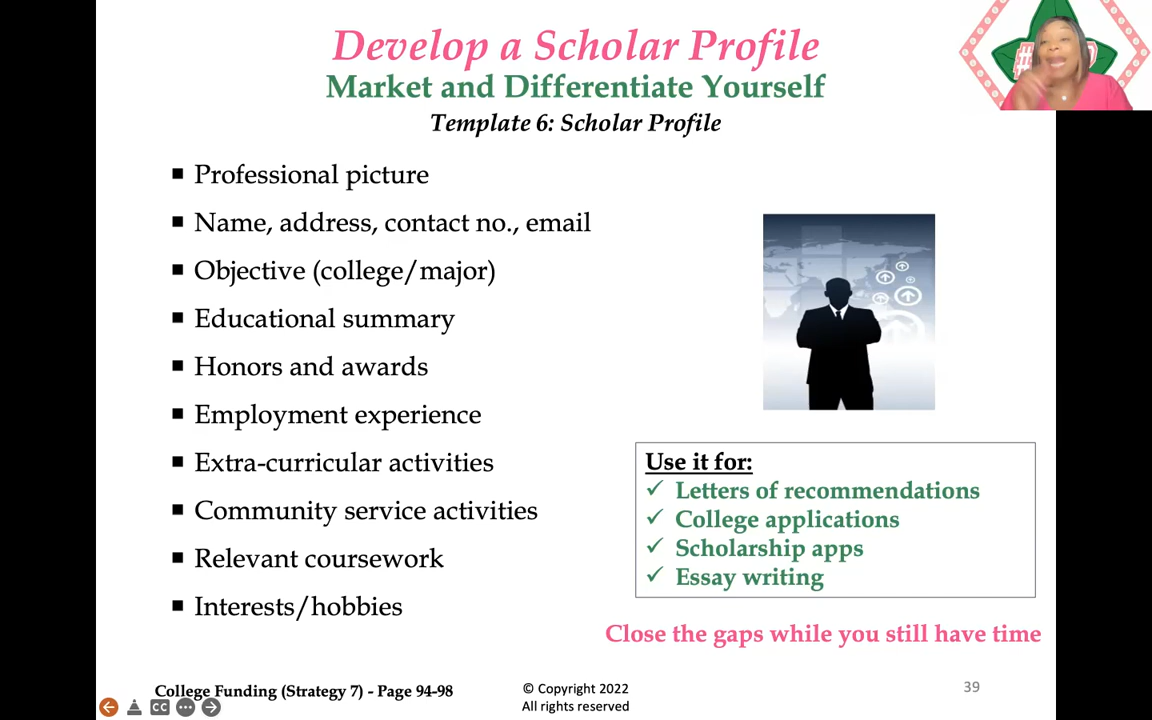 Develop a Scholar Profile
Market and Differentiate Yourself
Template 6: Scholar Profile
▪ Professional picture
▪ Name, address, contact no., email
▪ Objective (college/major)
▪ Educational summary
▪ Honors and awards
▪ Employment experience
▪ Extra-curricular activities
▪ Community service activities
▪ Relevant coursework
▪ Interests/hobbies
Use it for:
✓ Letters of recommendations
✓ College applications
✓ Scholarship apps
✓ Essay writing
Close the gaps while you still have time
College Funding (Strategy 7) - Page 94-98
© Copyright 2022
All rights reserved
39
CC